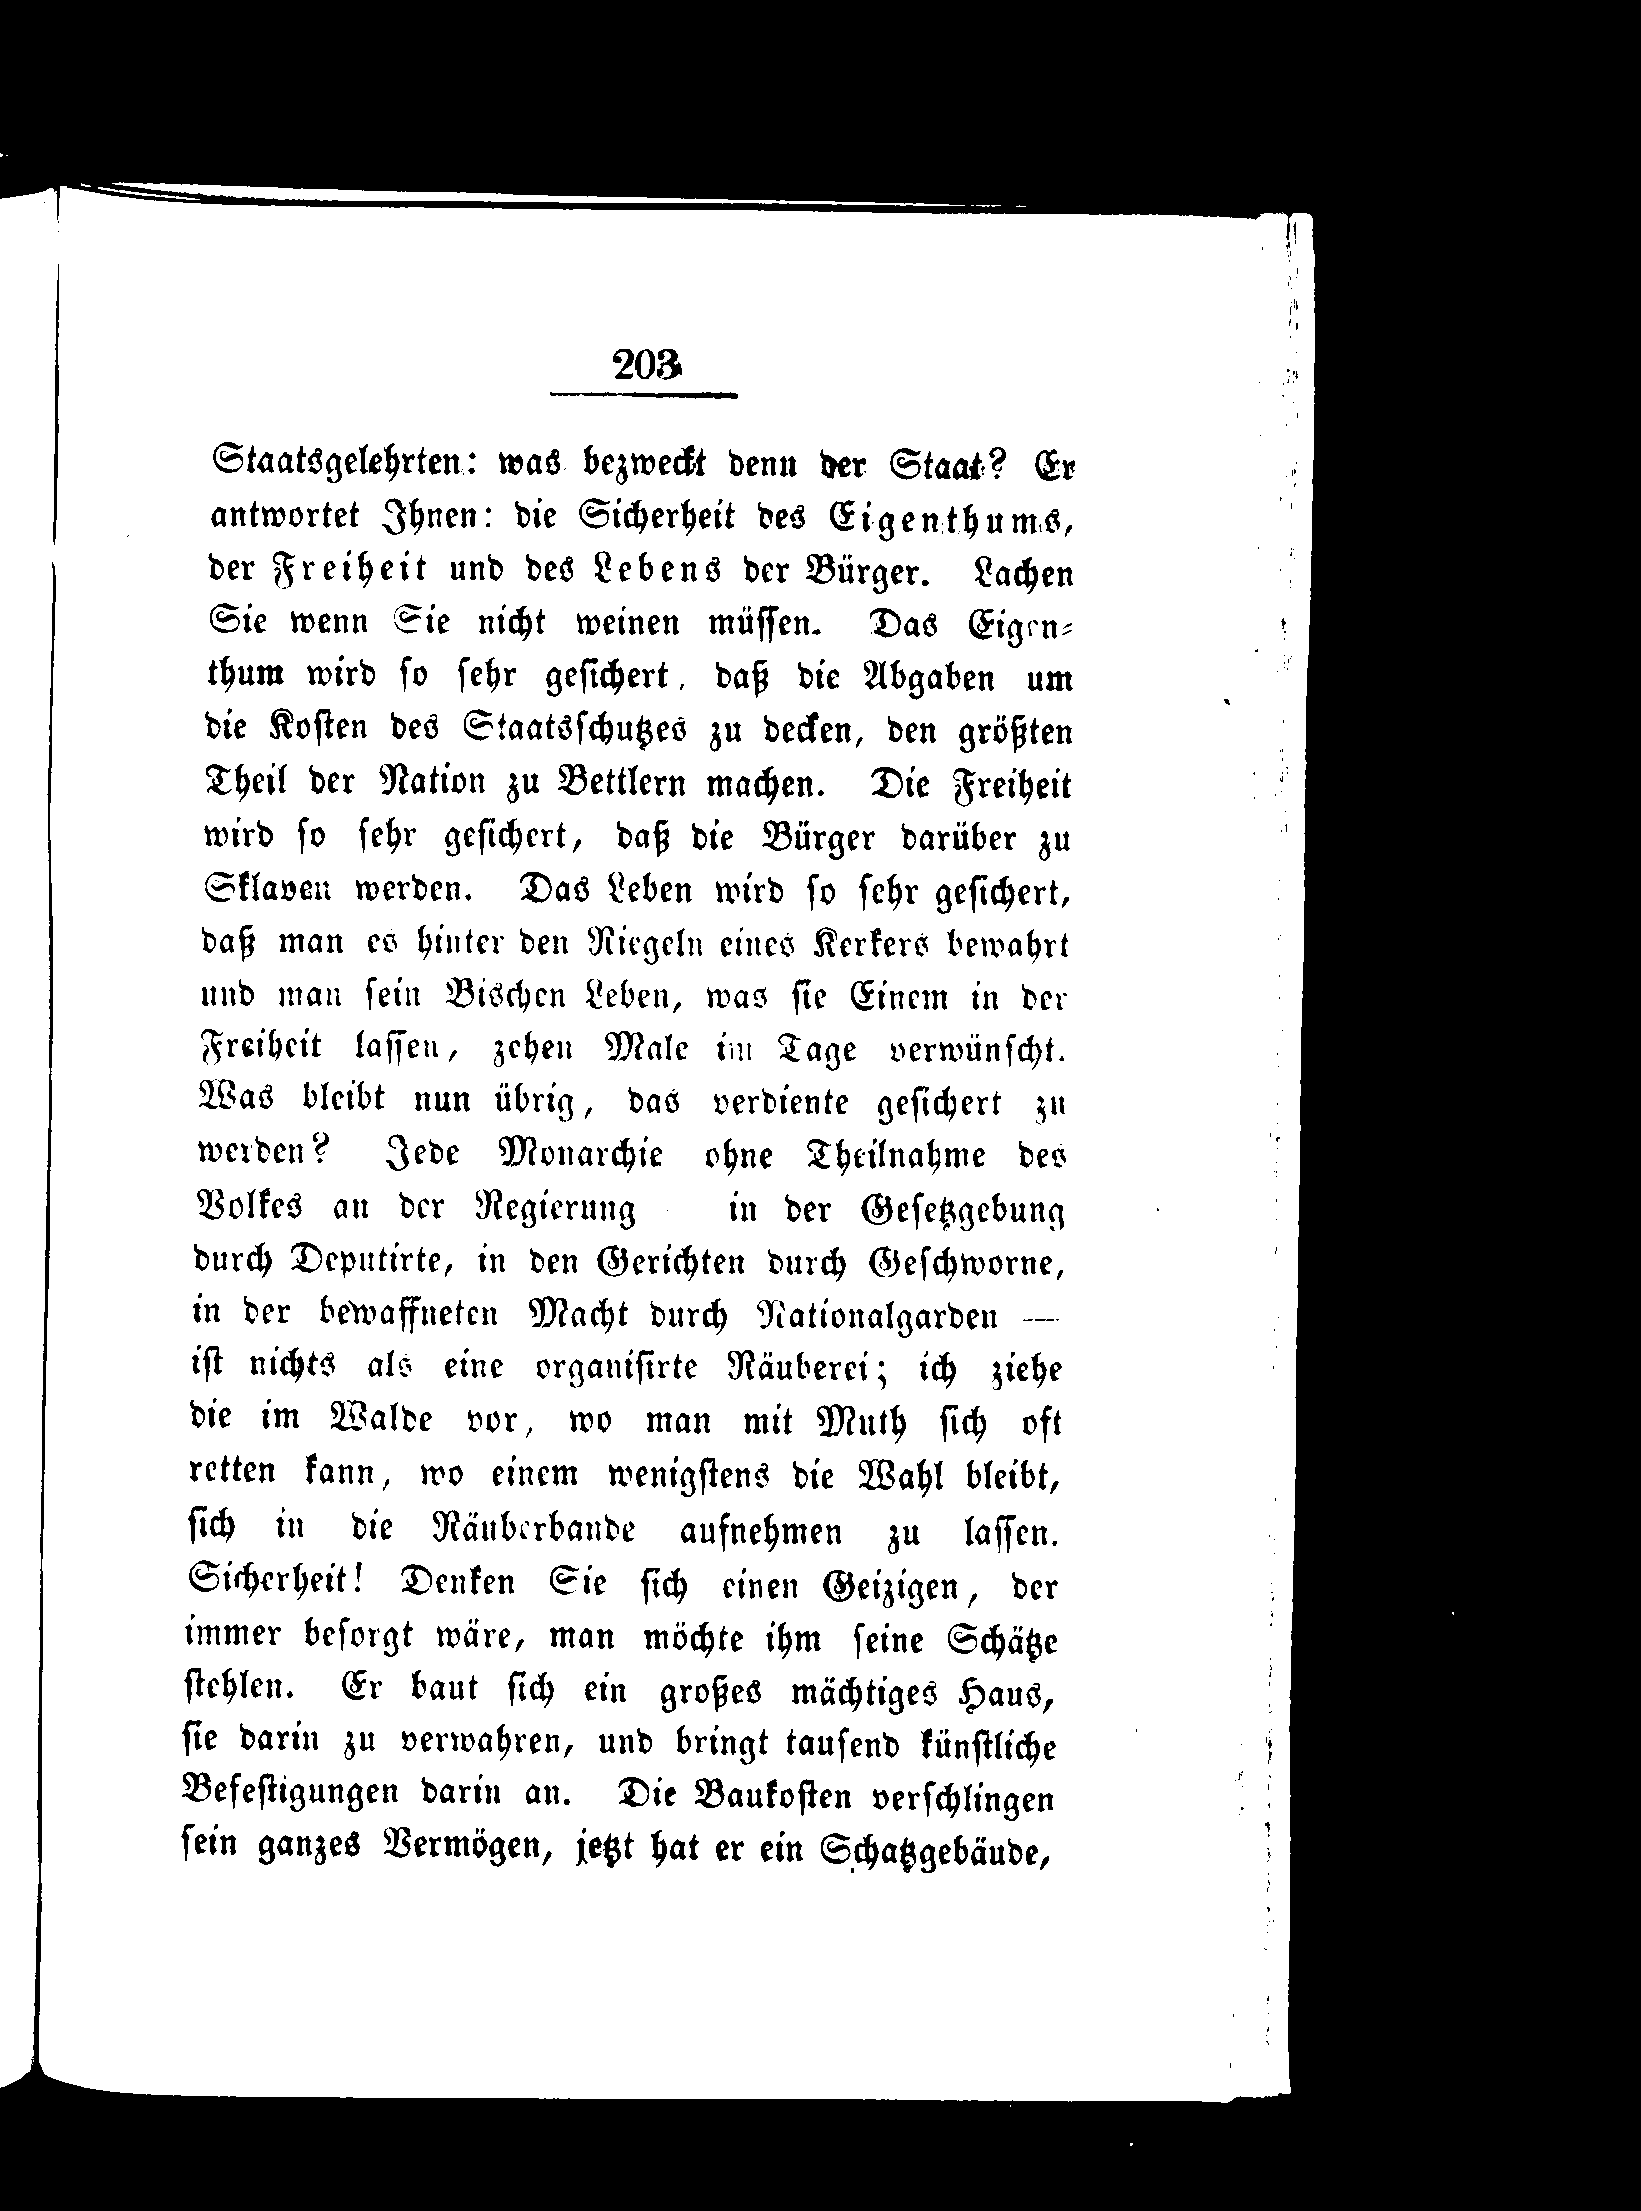 203
Staatsgelehrten: was bezweckt denn der Staat? Er
antwortet Ihnen: die Sicherheit des Eigenthums,
der Freiheit und des Lebens der Bürger. Lachen
Sie wenn Sie nicht weinen müssen. Das Eigen-
thum wird so sehr gesichert, daß die Abgaben um
die Kosten des Staatsschutzes zu decken, den größten
Theil der Nation zu Bettlern machen. Die Freiheit
wird so sehr gesichert, daß die Bürger darüber zu
Sklaven werden. Das Leben wird so sehr gesichert,
daß man es hinter den Riegeln eines Kerkers bewahrt
und man sein Bischen Leben, was sie Einem in der
Freiheit lassen, zehen Male im Tage verwünscht.
Was bleibt nun übrig, das verdiente gesichert zu
werden? Jede Monarchie ohne Theilnahme des
Volkes an der Regierung in der Gesetzgebung
durch Deputirte, in den Gerichten durch Geschworne,
in der bewaffneten Macht durch Nationalgarden —
ist nichts als eine organisirte Räuberei; ich ziehe
die im Walde vor, wo man mit Muth sich oft
retten kann, wo einem wenigstens die Wahl bleibt,
sich in die Räuberbande aufnehmen zu lassen.
Sicherheit! Denken Sie sich einen Geizigen, der
immer besorgt wäre, man möchte ihm seine Schätze
stehlen. Er baut sich ein großes mächtiges Haus,
sie darin zu verwahren, und bringt tausend künstliche
Befestigungen darin an. Die Baukosten verschlingen
sein ganzes Vermögen, jetzt hat er ein Schatzgebäude,